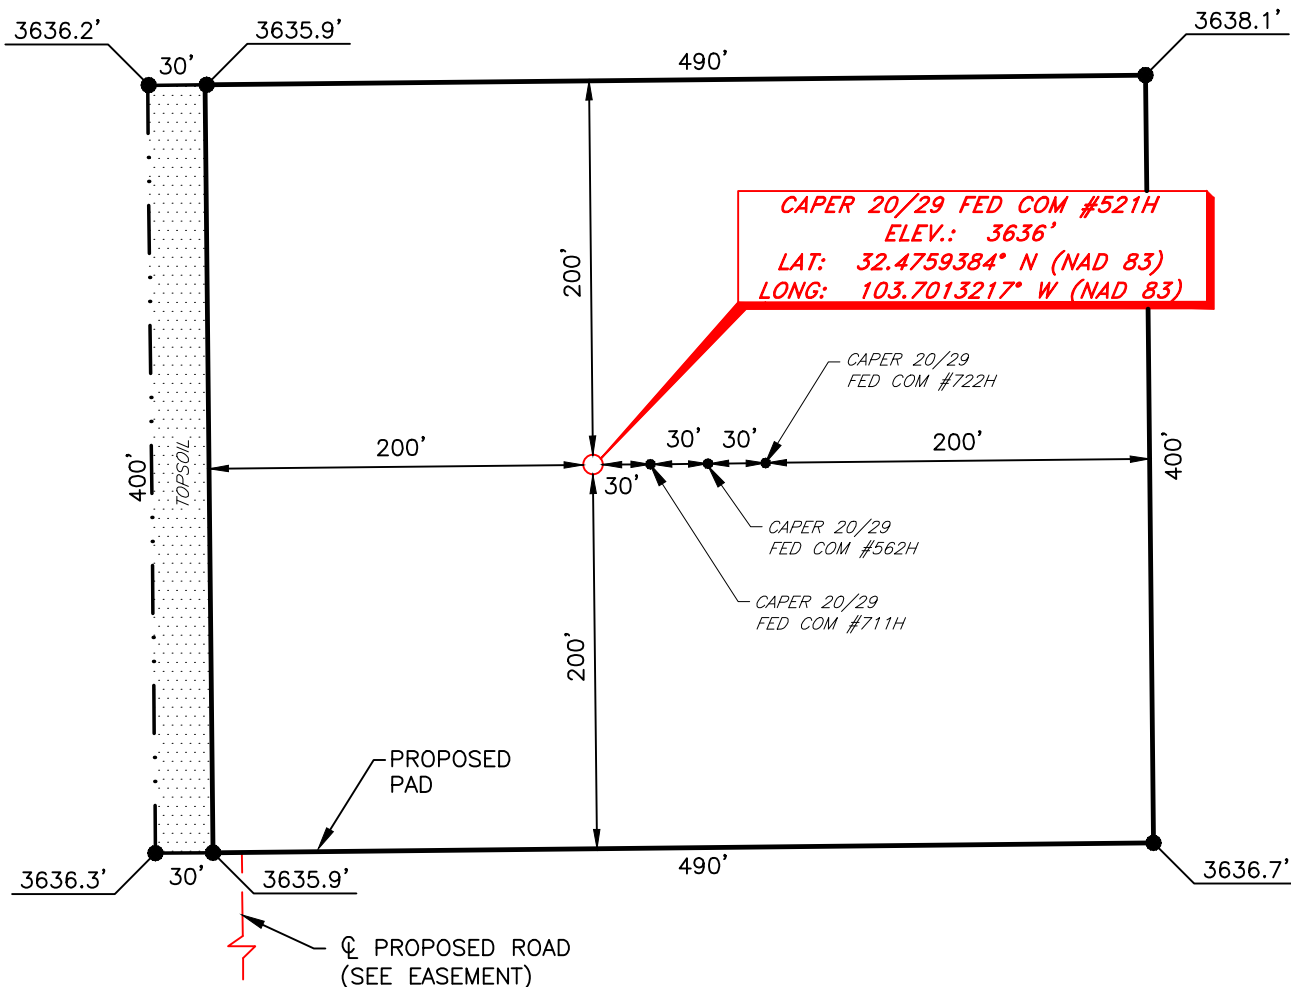 3636.2'
3635.9'
3638.1'
30'
490'
CAPER 20/29 FED COM #521H
ELEV.: 3636'
LAT: 32.4759384° N (NAD 83)
LONG: 103.7013217° W (NAD 83)
200'
CAPER 20/29
FED COM #722H
400'
TOPSOIL
200'
30'
30'
30'
200'
400'
CAPER 20/29
FED COM #562H
CAPER 20/29
FED COM #711H
200'
PROPOSED
PAD
3636.3'
30'
3635.9'
490'
3636.7'
℄ PROPOSED ROAD
(SEE EASEMENT)